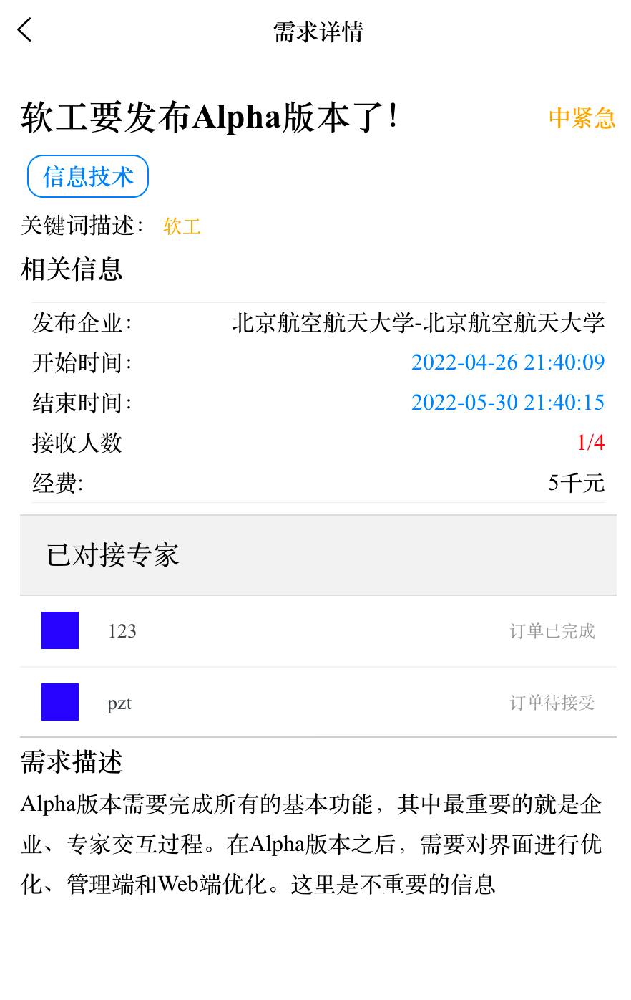 需求详情
软工要发布Alpha版本了！
中紧急
信息技术
关键词描述： 软工
相关信息
发布企业： 北京航空航天大学-北京航空航天大学
开始时间： 2022-04-26 21:40:09
结束时间： 2022-05-30 21:40:15
接收人数 1/4
经费: 5千元
已对接专家
123 订单已完成
pzt 订单待接受
需求描述
Alpha版本需要完成所有的基本功能，其中最重要的就是企
业、专家交互过程。在Alpha版本之后，需要对界面进行优
化、管理端和Web端优化。这里是不重要的信息